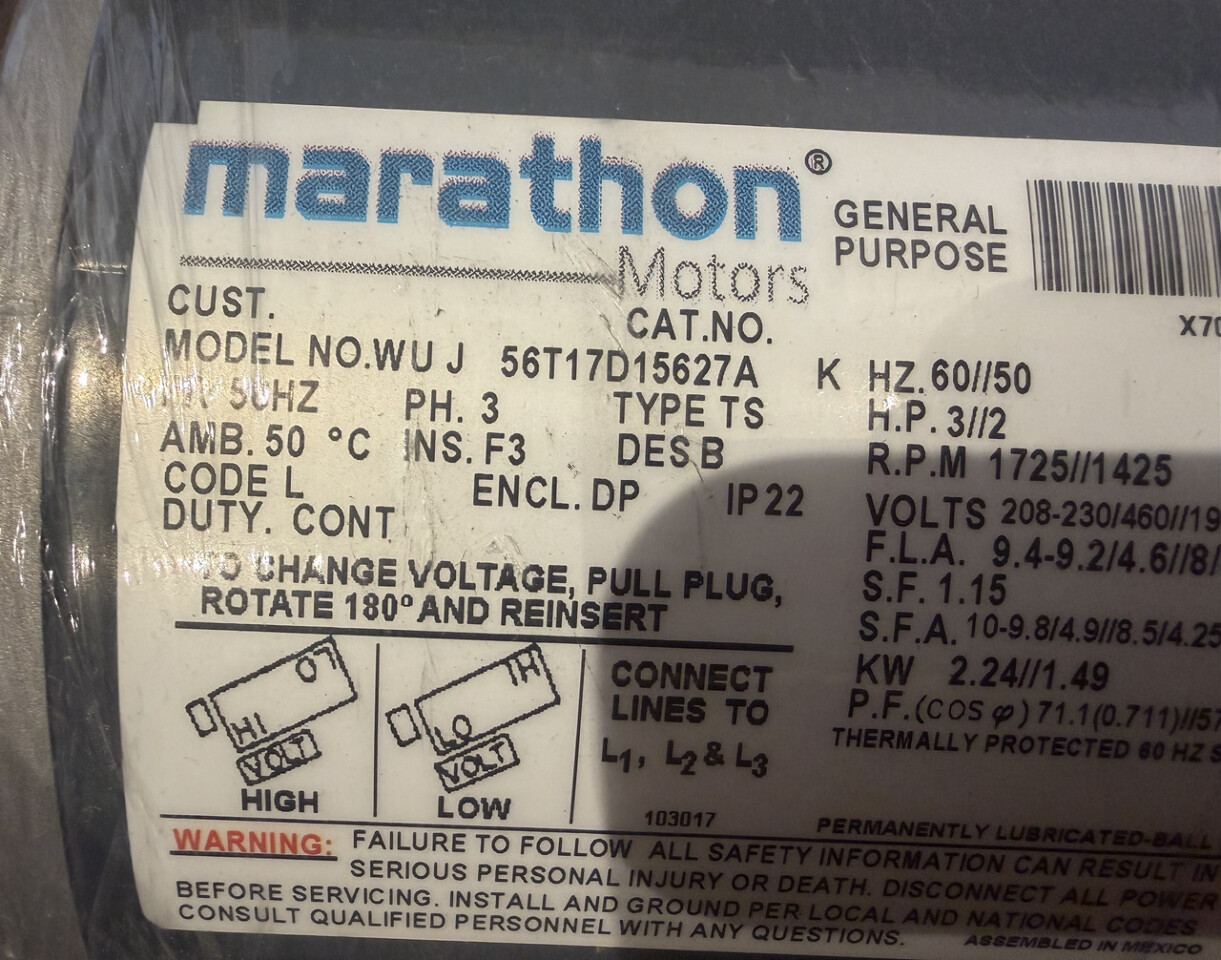 marathon®
Motors
GENERAL
PURPOSE
X70
CUST.
CAT.NO.
MODEL NO.WU J 56T17D15627A K
50HZ PH. 3 TYPE TS
AMB. 50 °C INS. F3 DES B
CODE L ENCL. DP IP 22
DUTY. CONT
HZ. 60//50
H.P. 3//2
R.P.M 1725//1425
VOLTS 208-230/460//19
F.L.A. 9.4-9.2/4.6//8/
S.F. 1.15
S.F.A. 10-9.8/4.9//8.5/4.25
KW 2.24//1.49
P.F.(COS φ) 71.1(0.711)//57
THERMALLY PROTECTED 60 HZ
TO CHANGE VOLTAGE, PULL PLUG,
ROTATE 180° AND REINSERT
LO
HI
VOLT
HIGH
HI
LO
VOLT
LOW
CONNECT
LINES TO
L1, L2 & L3
103017
PERMANENTLY LUBRICATED-BALL
WARNING: FAILURE TO FOLLOW ALL SAFETY INFORMATION CAN RESULT IN
SERIOUS PERSONAL INJURY OR DEATH. DISCONNECT ALL POWER
BEFORE SERVICING. INSTALL AND GROUND PER LOCAL AND NATIONAL CODES
CONSULT QUALIFIED PERSONNEL WITH ANY QUESTIONS.
ASSEMBLED IN MEXICO